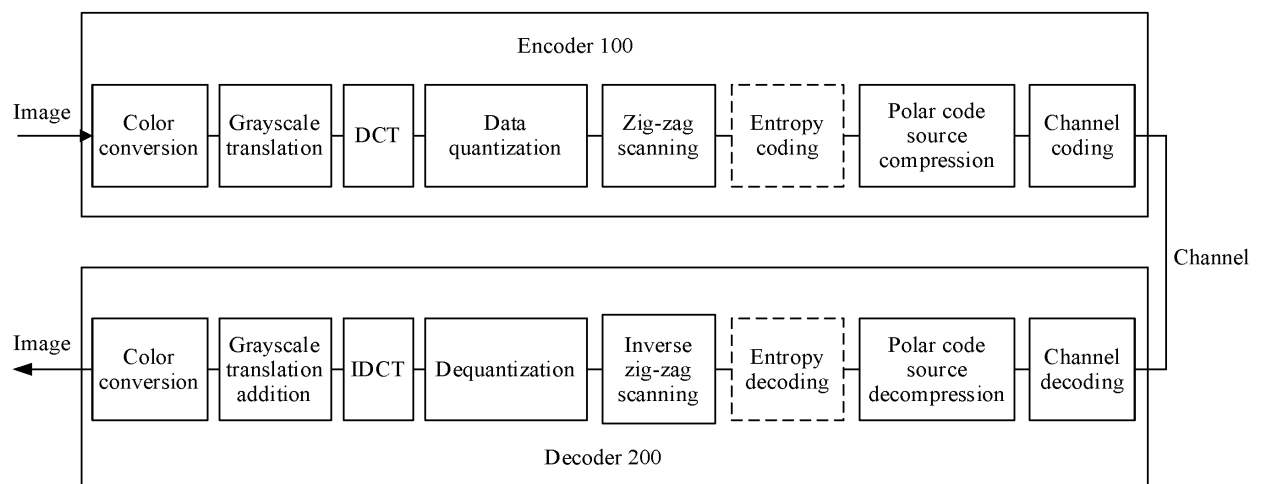 Encoder 100
Image
Color
conversion
Grayscale
translation
DCT
Data
quantization
Zig-zag
scanning
Entropy
coding
Polar code
source
compression
Channel
coding
Channel
Image
Color
conversion
Grayscale
translation
addition
IDCT
Dequantization
Inverse
zig-zag
scanning
Entropy
decoding
Polar code
source
decompression
Channel
decoding
Decoder 200